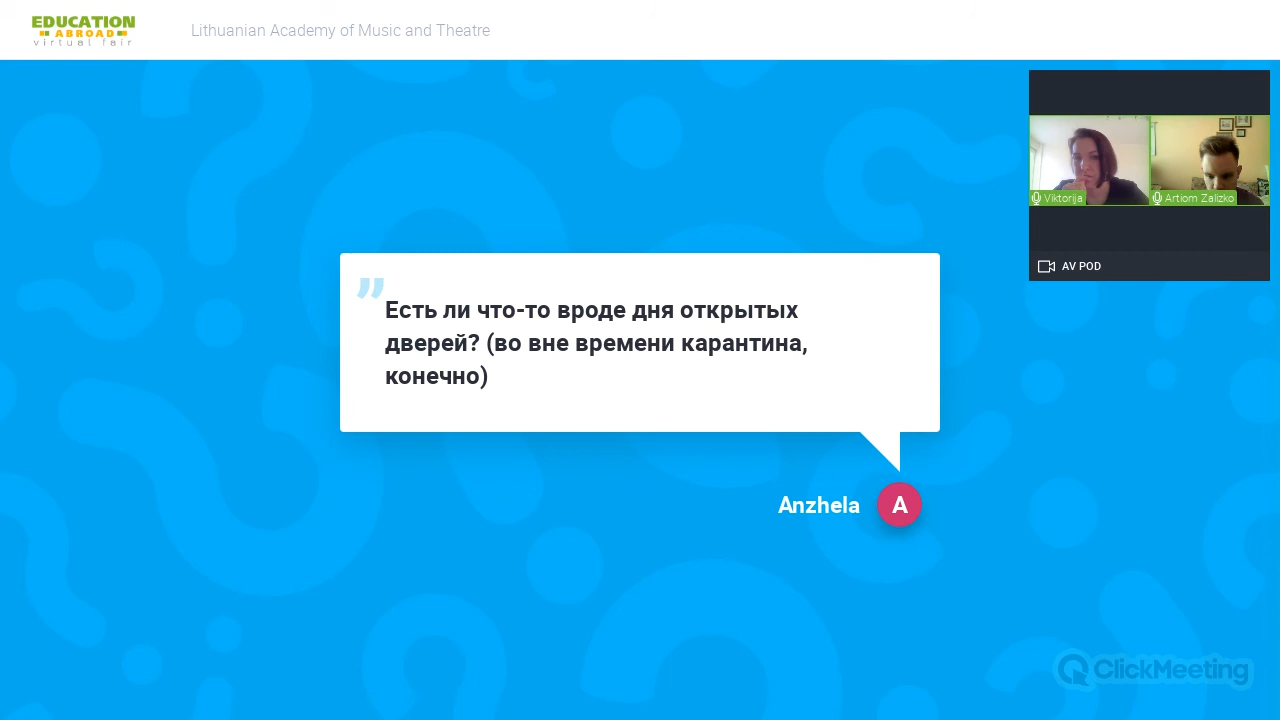 EDUCATION
ABROAD
virtual fair
Lithuanian Academy of Music and Theatre
Viktorija
Artiom Zalizko
AV POD
”
Есть ли что-то вроде дня открытых
дверей? (во вне времени карантина,
конечно)
Anzhela
A
ClickMeeting